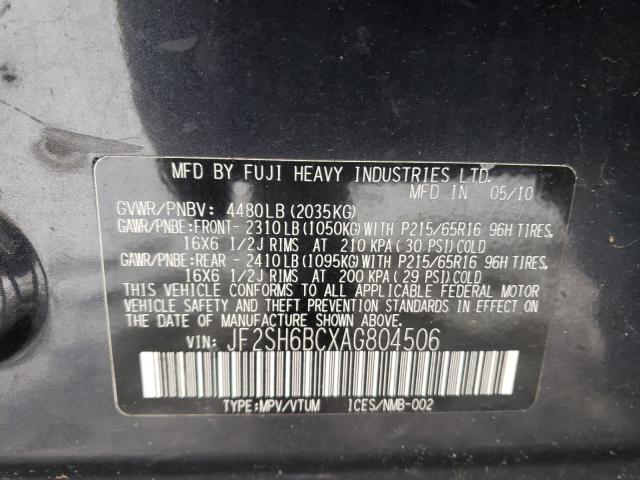 MFD BY FUJI HEAVY INDUSTRIES LTD.
MFD IN 05/10
GVWR/PNBV: 4480LB(2035KG)
GAWR/PNBE:FRONT- 2310LB(1050KG)WITH P215/65R16 96H TIRES,
16X6 1/2J RIMS AT 210 KPA( 30 PSI)COLD
GAWR/PNBE:REAR - 2410LB(1095KG)WITH P215/65R16 96H TIRES,
16X6 1/2J RIMS AT 200 KPA( 29 PSI)COLD
THIS VEHICLE CONFORMS TO ALL APPLICABLE FEDERAL MOTOR
VEHICLE SAFETY AND THEFT PREVENTION STANDARDS IN EFFECT
ON THE DATE OF MANUFACTURE SHOWN ABOVE.
VIN: JF2SH6BCXAG804506
TYPE:MPV/VTUM ICES/NMB-002